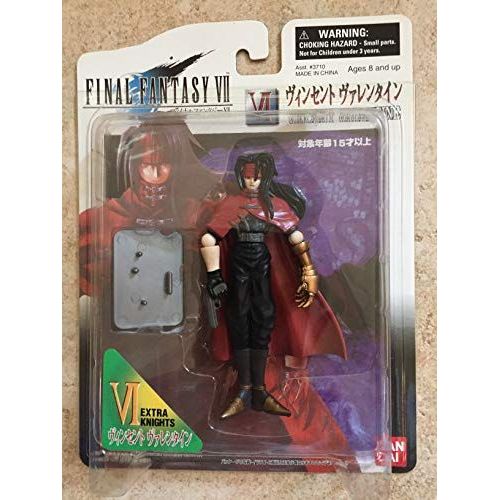 WARNING:
CHOKING HAZARD - Small parts.
Not for children under 3 years.
Asst. #3710
MADE IN CHINA
Ages 8 and up
FINAL FANTASY VII
VI
ヴィンセント ヴァレンタイン
対象年齢15才以上
VI
EXTRA
KNIGHTS
ヴィンセント ヴァレンタイン